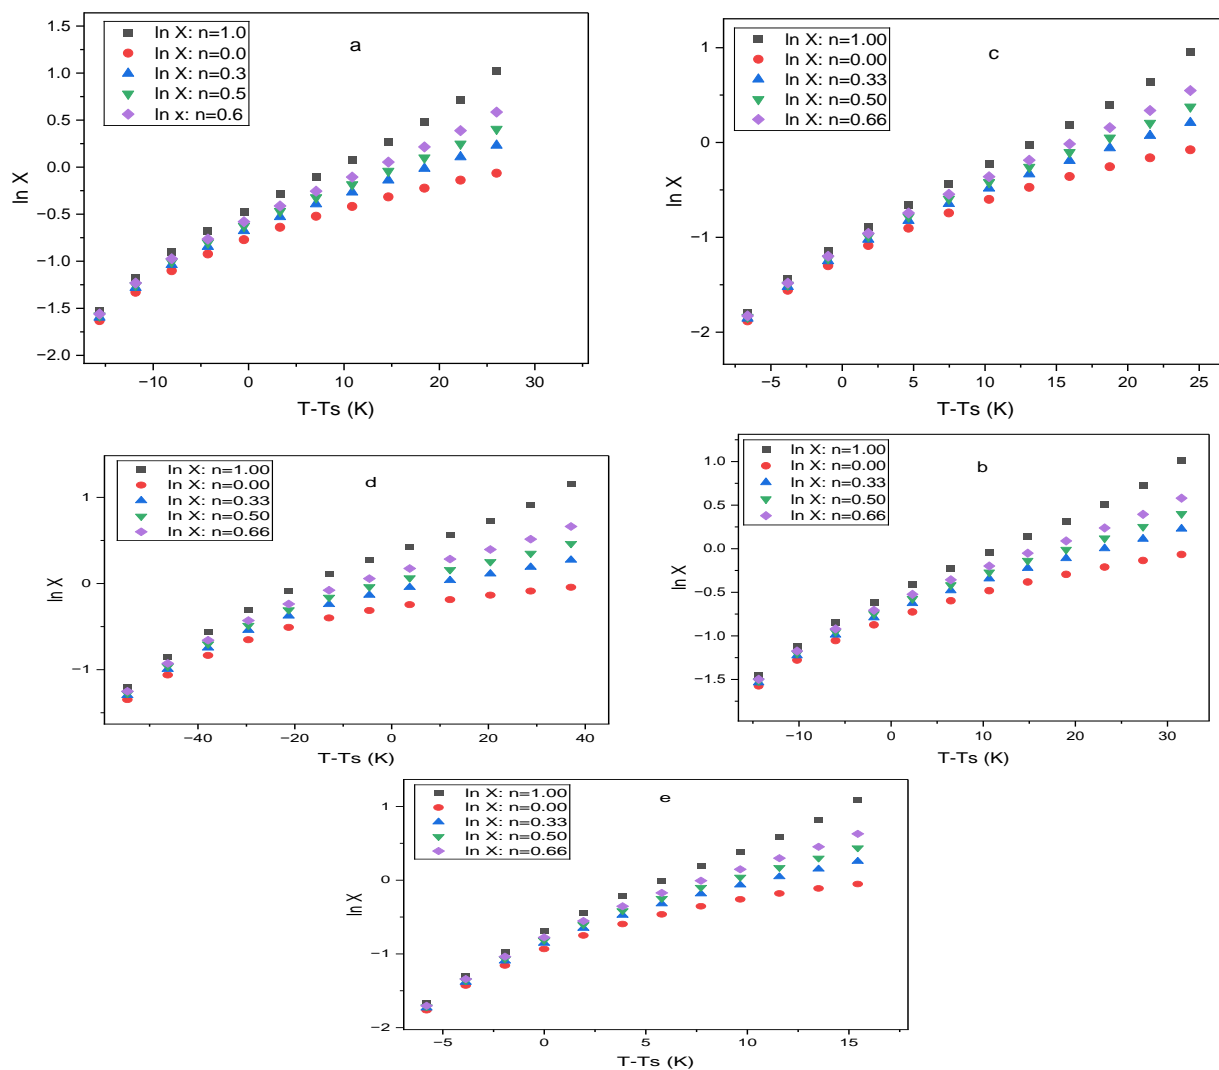 a
ln X: n=1.0
ln X: n=0.0
ln X: n=0.3
ln X: n=0.5
ln x: n=0.6
1.5
1.0
0.5
0.0
−0.5
−1.0
−1.5
−2.0
ln X
−10
0
10
20
30
T-Ts (K)
c
ln X: n=1.00
ln X: n=0.00
ln X: n=0.33
ln X: n=0.50
ln X: n=0.66
1
0
−1
−2
ln X
−5
0
5
10
15
20
25
T-Ts (K)
d
ln X: n=1.00
ln X: n=0.00
ln X: n=0.33
ln X: n=0.50
ln X: n=0.66
1
0
−1
ln X
−40
−20
0
20
40
T-Ts (K)
b
ln X: n=1.00
ln X: n=0.00
ln X: n=0.33
ln X: n=0.50
ln X: n=0.66
1.0
0.5
0.0
−0.5
−1.0
−1.5
ln X
−10
0
10
20
30
T-Ts (K)
e
ln X: n=1.00
ln X: n=0.00
ln X: n=0.33
ln X: n=0.50
ln X: n=0.66
1
0
−1
−2
ln X
−5
0
5
10
15
T-Ts (K)